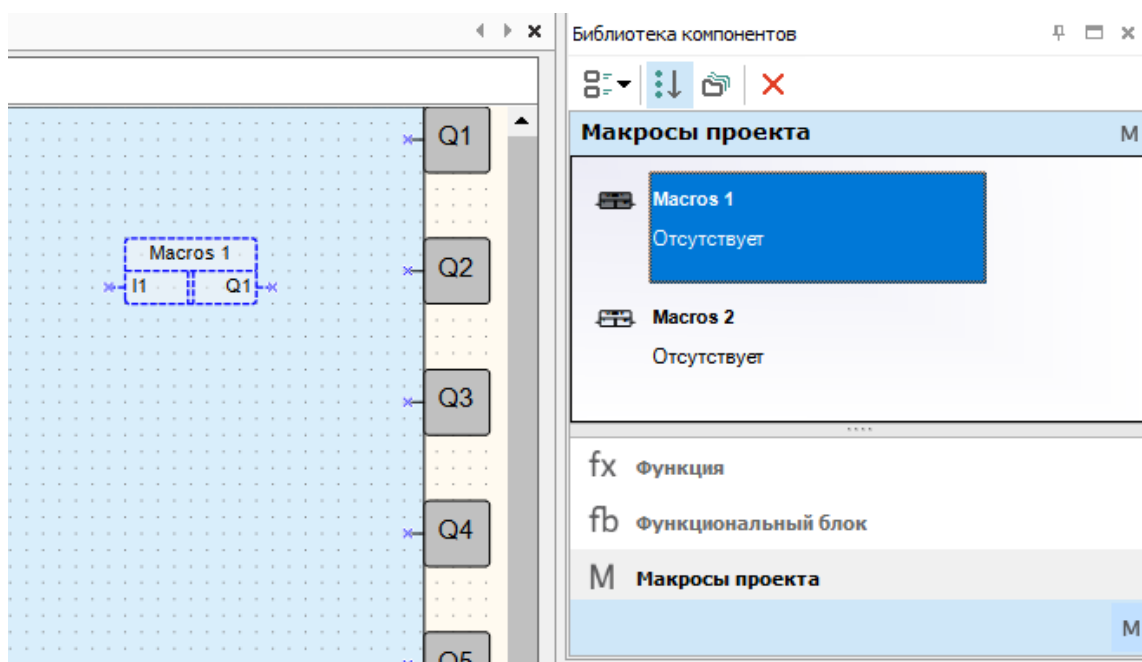 Библиотека компонентов
Макросы проекта M
Macros 1
Отсутствует
Macros 2
Отсутствует
fx Функция
fb Функциональный блок
M Макросы проекта
M
Macros 1
I1 Q1
Q1
Q2
Q3
Q4
Q5